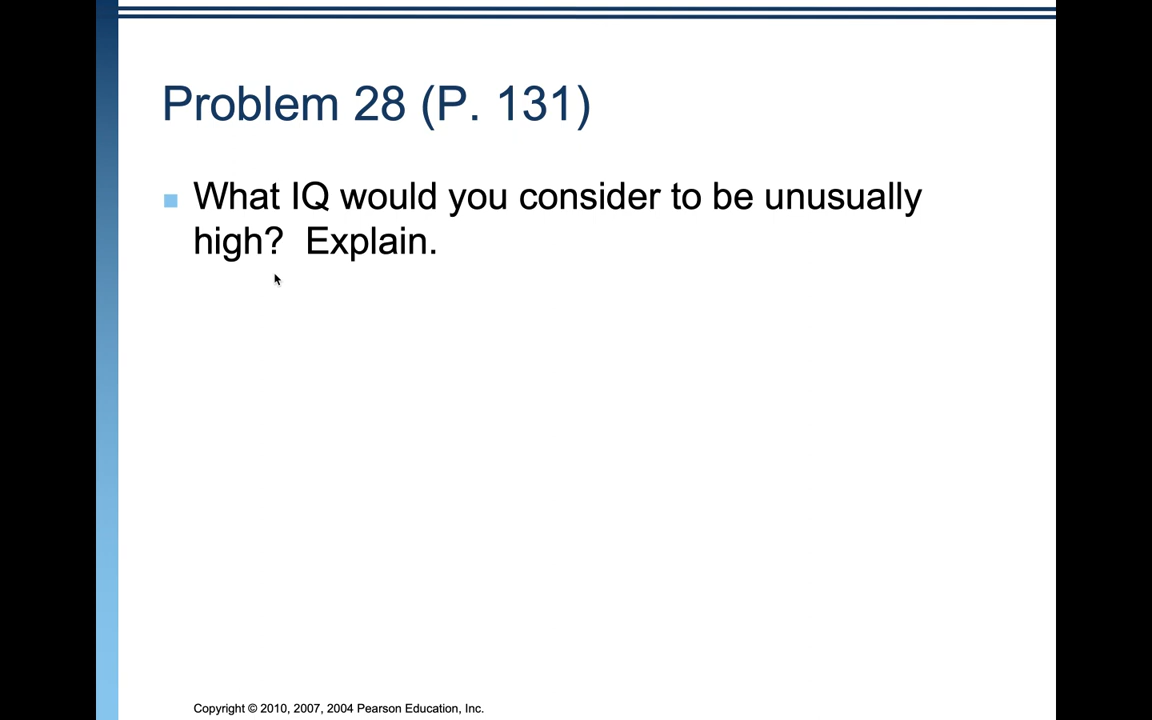 Problem 28 (P. 131)
What IQ would you consider to be unusually
high?  Explain.
Copyright © 2010, 2007, 2004 Pearson Education, Inc.